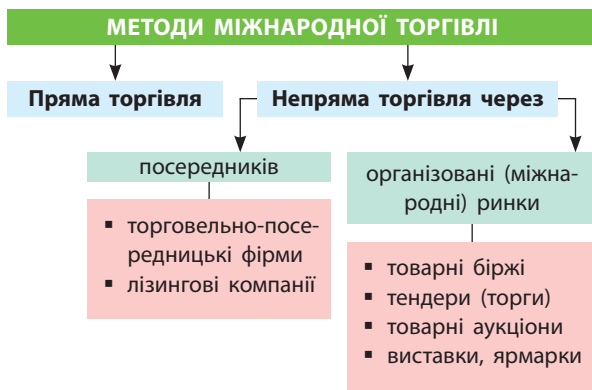 МЕТОДИ МІЖНАРОДНОЇ ТОРГІВЛІ
Пряма торгівля
Непряма торгівля через
посередників
▪ торговельно-посе-
редницькі фірми
▪ лізингові компанії
організовані (міжна-
родні) ринки
▪ товарні біржі
▪ тендери (торги)
▪ товарні аукціони
▪ виставки, ярмарки